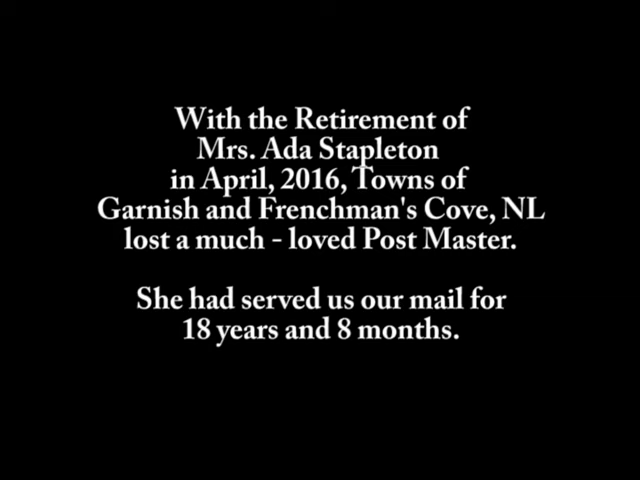 With the Retirement of
Mrs. Ada Stapleton
in April, 2016, Towns of
Garnish and Frenchman's Cove, NL
lost a much - loved Post Master.
She had served us our mail for
18 years and 8 months.